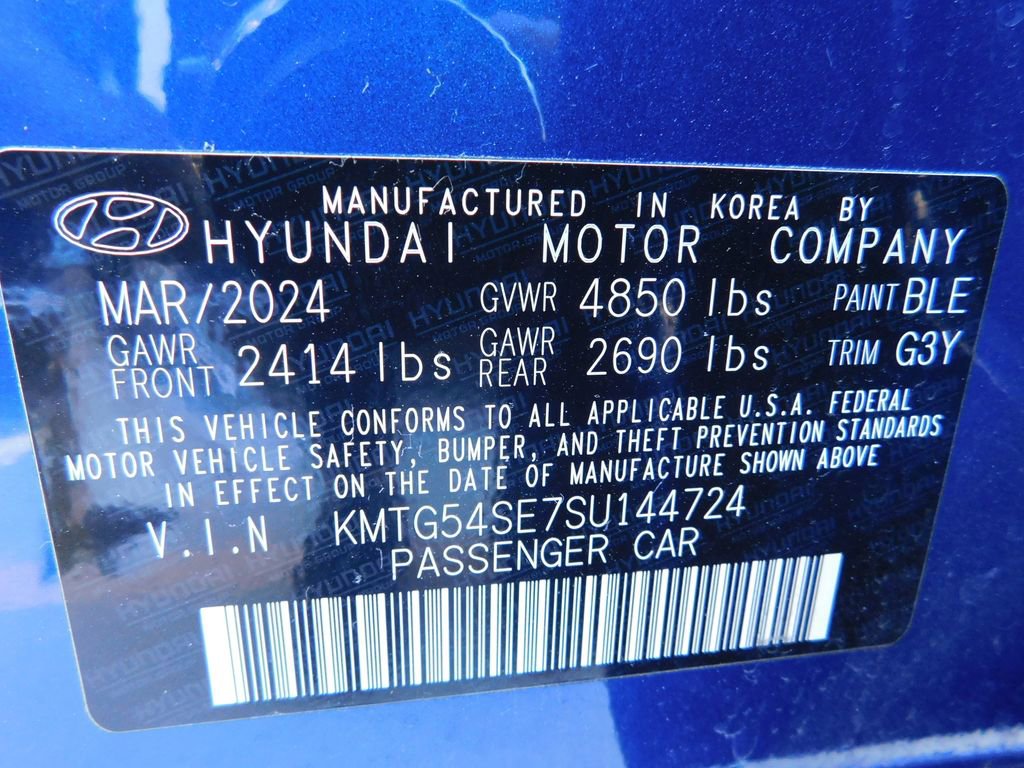 MANUFACTURED IN KOREA BY
HYUNDAI MOTOR COMPANY
MAR/2024 GVWR 4850 lbs PAINT BLE
GAWR FRONT 2414 lbs GAWR REAR 2690 lbs TRIM G3Y
THIS VEHICLE CONFORMS TO ALL APPLICABLE U.S.A. FEDERAL
MOTOR VEHICLE SAFETY, BUMPER, AND THEFT PREVENTION STANDARDS
IN EFFECT ON THE DATE OF MANUFACTURE SHOWN ABOVE
V.I.N KMTG54SE7SU144724
PASSENGER CAR